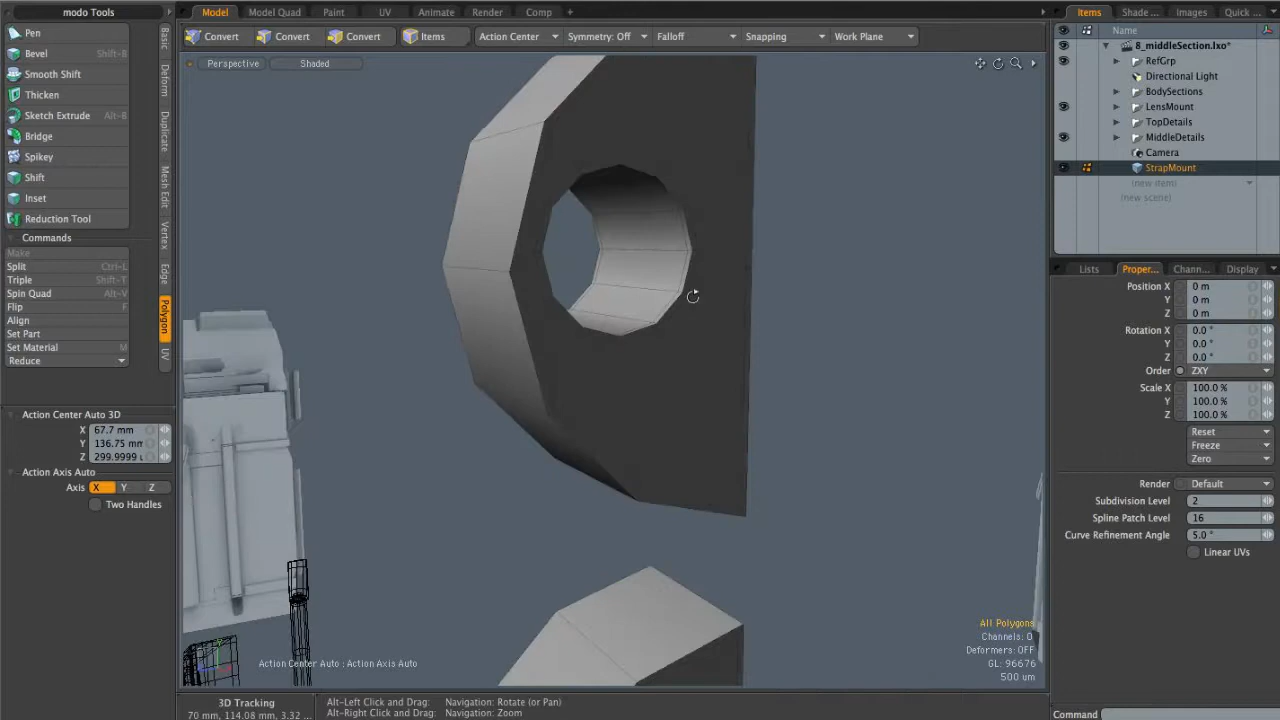 modo Tools
Model
Model Quad
Paint
UV
Animate
Render
Comp
+
Items
Shade ...
Images
Quick ...
Pen
Bevel Shift-B
Smooth Shift
Thicken
Sketch Extrude Alt-B
Bridge
Spikey
Shift
Inset
Reduction Tool
Commands
Make
Split Ctrl-L
Triple Shift-T
Spin Quad Alt-V
Flip F
Align
Set Part
Set Material M
Reduce
Basic
Deform
Duplicate
Mesh Edit
Vertex
Edge
Polygon
UV
Action Center Auto 3D
X 67.7 mm
Y 136.75 mm
Z 299.9999
Action Axis Auto
Axis X Y Z
Two Handles
Convert
Convert
Convert
Items
Action Center
Symmetry: Off
Falloff
Snapping
Work Plane
Perspective
Shaded
Action Center Auto : Action Axis Auto
All Polygons
Channels: 0
Deformers: OFF
GL: 96676
500 um
3D Tracking
70 mm, 114.08 mm, 3.32 ...
Alt-Left Click and Drag: Navigation: Rotate (or Pan)
Alt-Right Click and Drag: Navigation: Zoom
Name
8_middleSection.lxo*
RefGrp
Directional Light
BodySections
LensMount
TopDetails
MiddleDetails
Camera
StrapMount
(new item)
(new scene)
Lists
Proper...
Chann...
Display
Position X 0 m
Y 0 m
Z 0 m
Rotation X 0.0 °
Y 0.0 °
Z 0.0 °
Order ZXY
Scale X 100.0 %
Y 100.0 %
Z 100.0 %
Reset
Freeze
Zero
Render Default
Subdivision Level 2
Spline Patch Level 16
Curve Refinement Angle 5.0 °
Linear UVs
Command